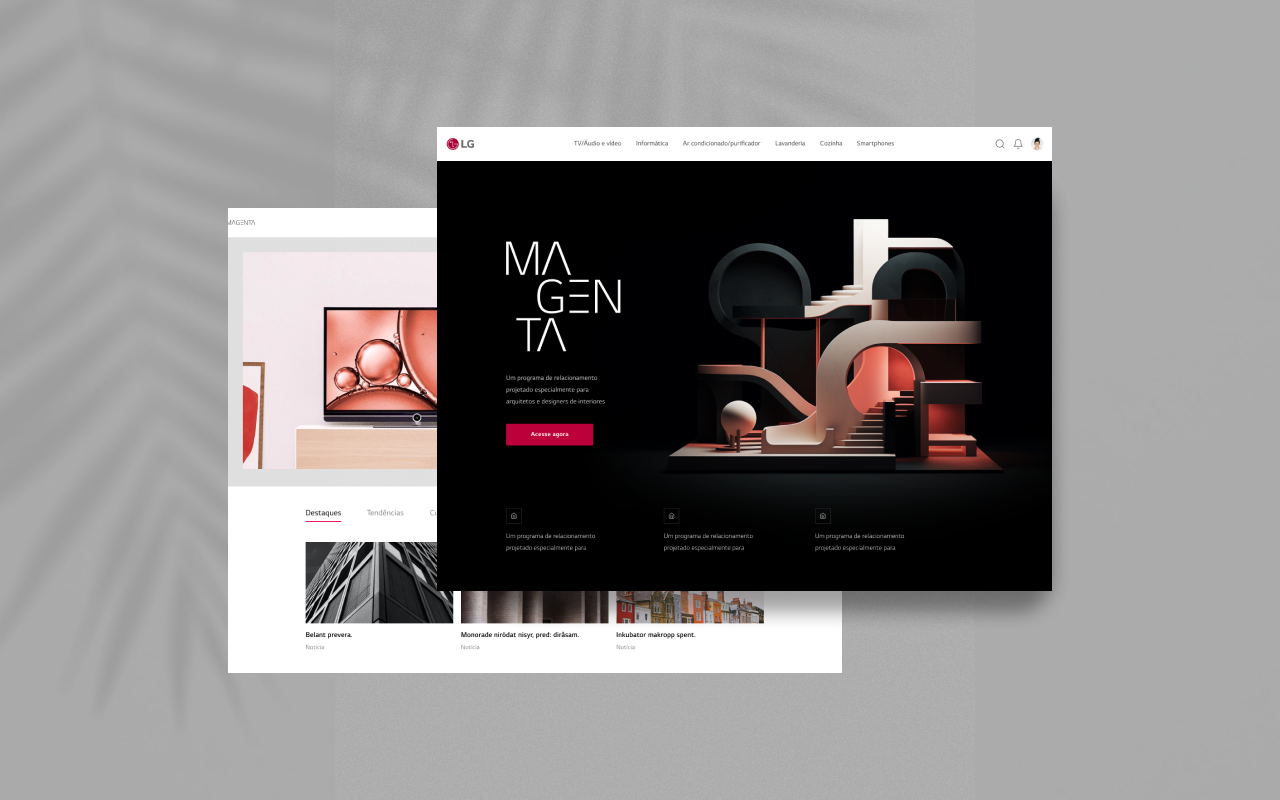 LG
TV/Áudio e vídeo
Informática
Ar condicionado/purificador
Lavanderia
Cozinha
Smartphones
MAGENTA
MA
GEN
TA
Um programa de relacionamento
projetado especialmente para
arquitetos e designers de interiores
Acesse agora
Um programa de relacionamento
projetado especialmente para
Um programa de relacionamento
projetado especialmente para
Um programa de relacionamento
projetado especialmente para
Destaques
Tendências
Belant prevera.
Notícia
Monorade nirödat nisyr, pred: diråsam.
Notícia
Inkubator makropp spent.
Notícia